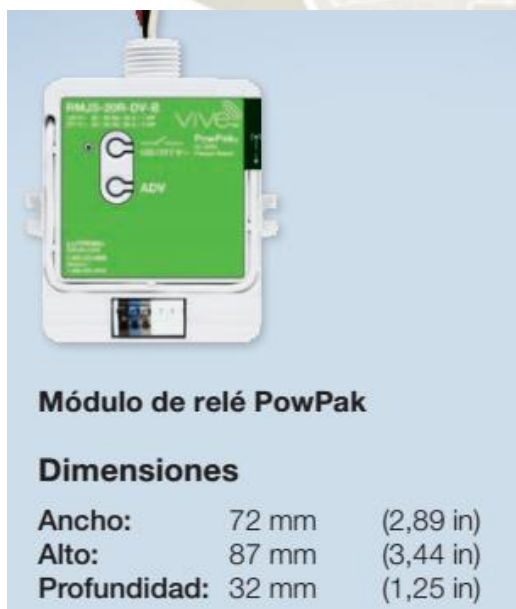 RMJS-20R-DV-B
VIVE
PowPak
ADV
LUTRON
Módulo de relé PowPak
Dimensiones
Ancho: 72 mm (2,89 in)
Alto: 87 mm (3,44 in)
Profundidad: 32 mm (1,25 in)